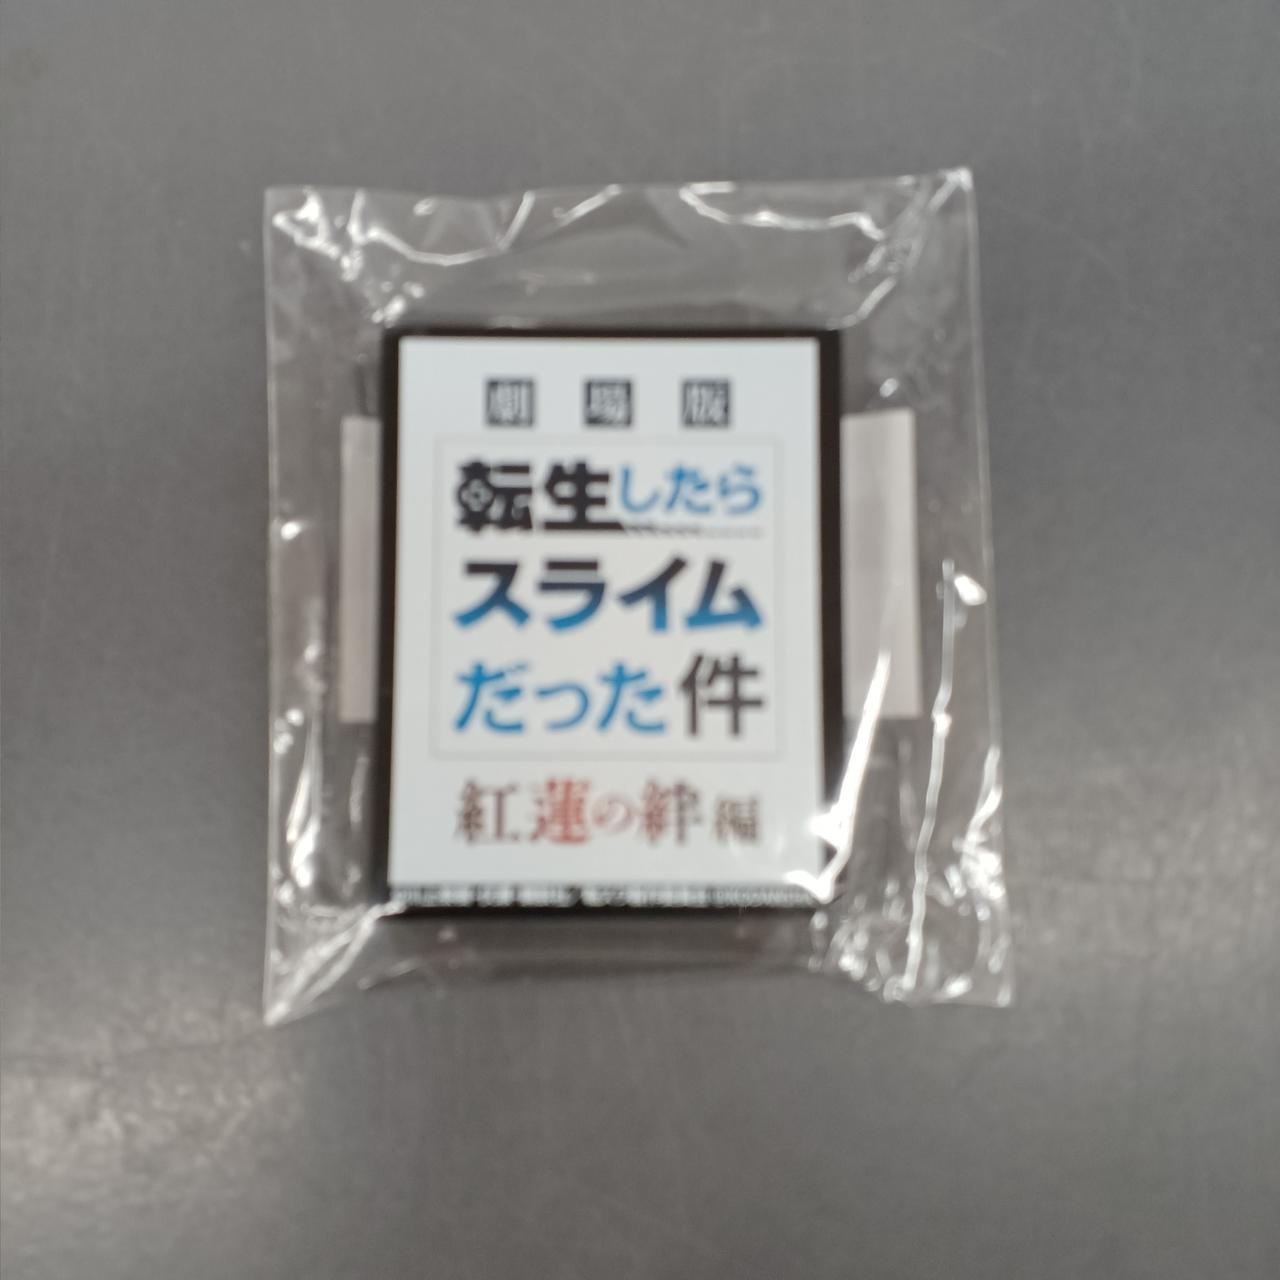 劇場版
転生したら
スライム
だった件
紅蓮の絆編